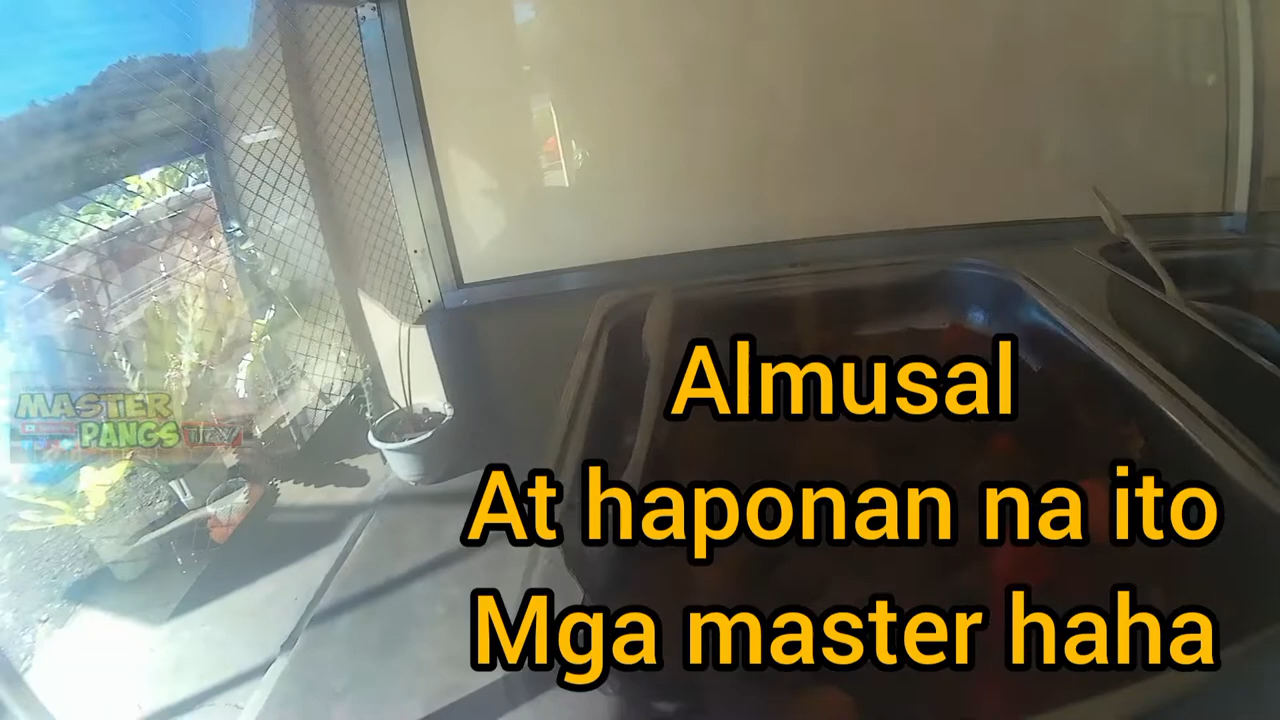 Almusal
At haponan na ito
Mga master haha
MASTER
PANGS